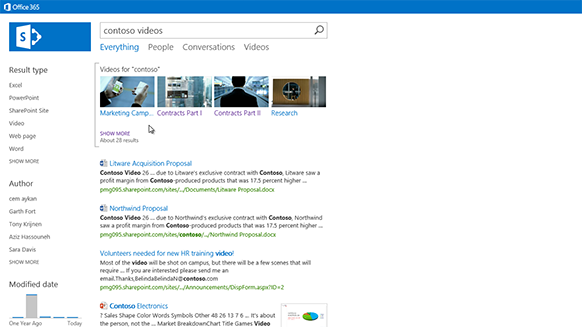 Office 365
contoso videos
Everything People Conversations Videos
Result type
Excel
PowerPoint
SharePoint Site
Video
Web page
Word
SHOW MORE
Author
cem aykan
Garth Fort
Tony Krijnen
Aziz Hassouneh
Sara Davis
SHOW MORE
Modified date
One Year Ago Today
Videos for "contoso"
Marketing Camp... Contracts Part I Contracts Part II Research
SHOW MORE
About 28 results
Litware Acquisition Proposal
Contoso Video 26 ... due to Litware's exclusive contract with Contoso, Litware saw a
profit margin from Contoso-produced products that was 17.5 percent higher ...
pmg095.sharepoint.com/sites/.../Documents/Litware Proposal.docx
Northwind Proposal
Contoso Video 26 ... due to Northwind's exclusive contract with Contoso, Northwind
saw a profit margin from Contoso-produced products that was 17.5 percent ...
pmg095.sharepoint.com/sites/contoso/.../Northwind Proposal.docx
Volunteers needed for new HR training video!
Most of the video will be shot on campus, but there will be a few scenes that will
require ... If you are interested please send me an
email.Thanks,BelindaBelindaN@contoso.com
pmg095.sharepoint.com/sites/.../Announcements/DispForm.aspx?ID=2
Contoso Electronics
7 Sales Shape Color Words Symbols Other 48 26 13 7 6 ... It's about
the person, not the ... Market BreakdownChart Title Games Video